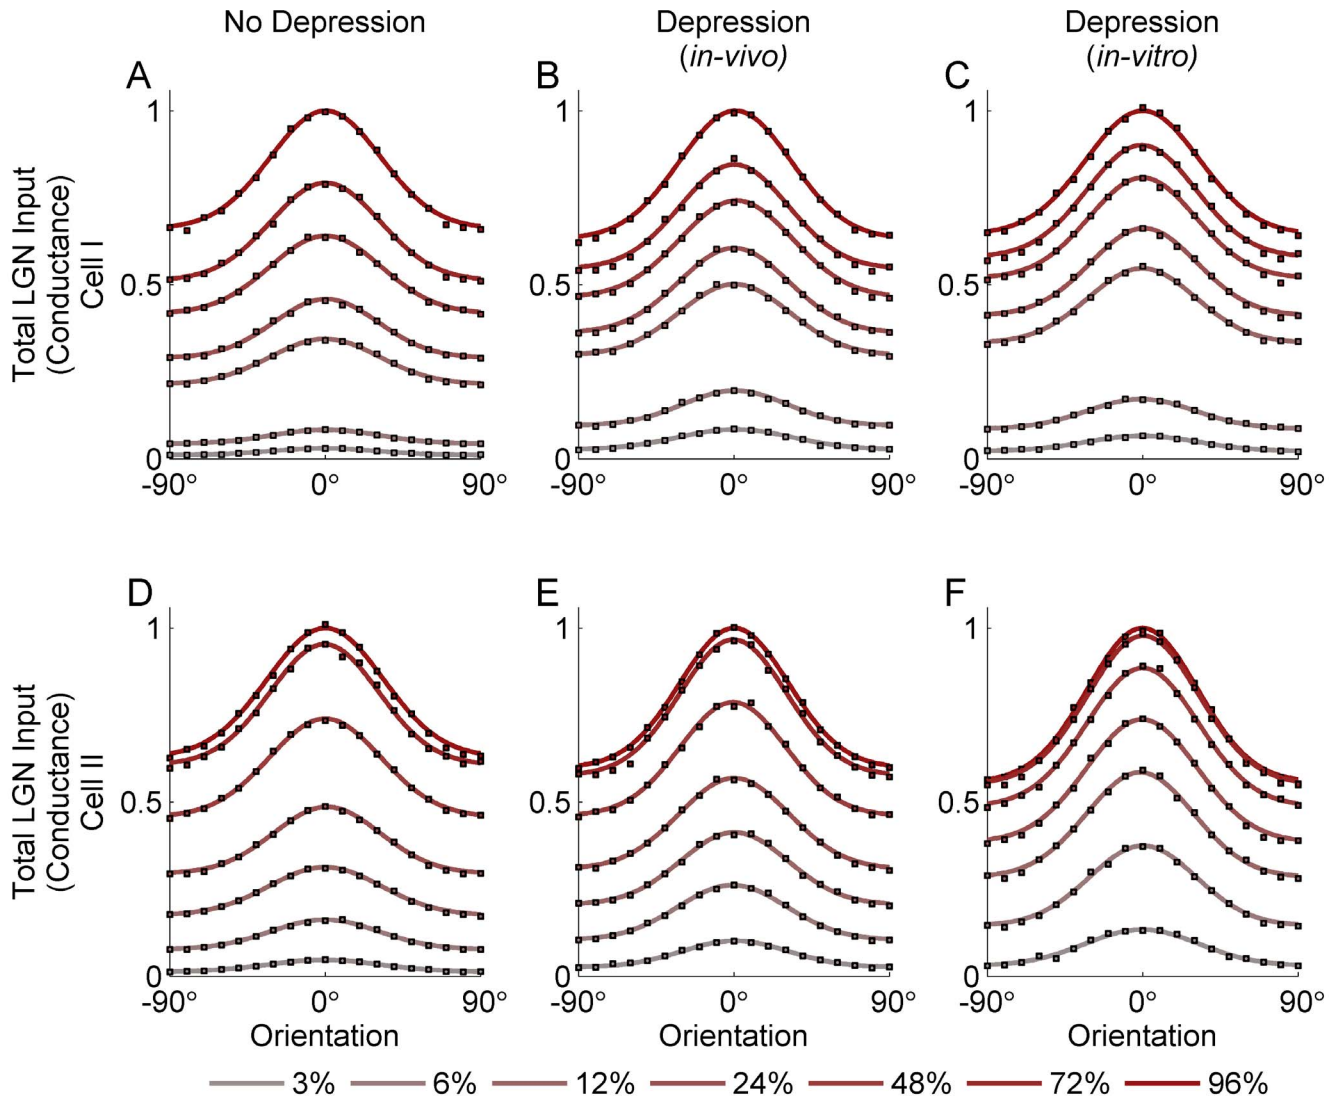 No Depression
Depression
(in-vivo)
Depression
(in-vitro)
A
B
C
Total LGN Input
(Conductance)
Cell I
1
0.5
0
-90°
0°
90°
1
0.5
0
-90°
0°
90°
1
0.5
0
-90°
0°
90°
D
E
F
Total LGN Input
(Conductance)
Cell II
1
0.5
0
-90°
0°
90°
Orientation
1
0.5
0
-90°
0°
90°
Orientation
1
0.5
0
-90°
0°
90°
Orientation
3% 6% 12% 24% 48% 72% 96%